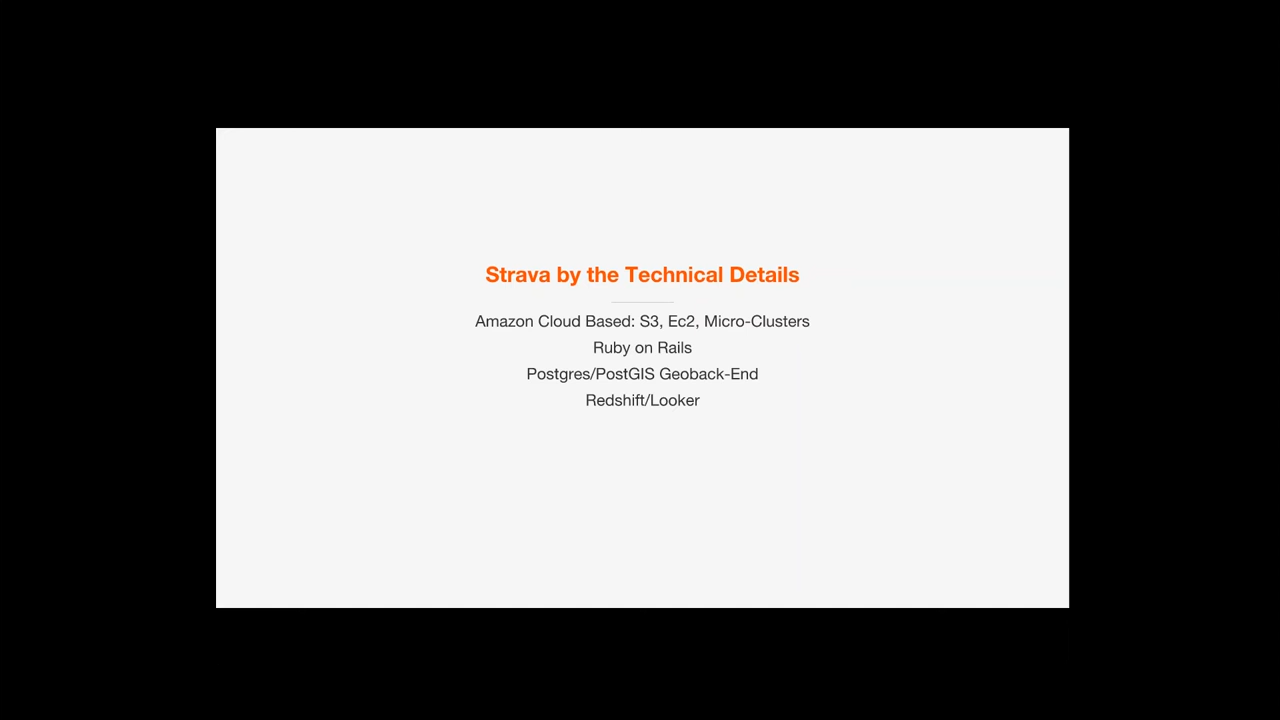 Strava by the Technical Details
Amazon Cloud Based: S3, Ec2, Micro-Clusters
Ruby on Rails
Postgres/PostGIS Geoback-End
Redshift/Looker